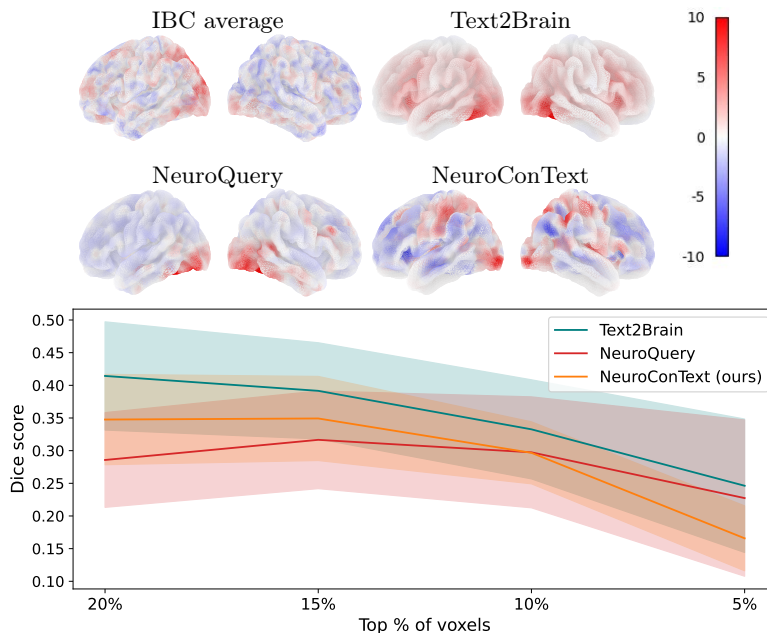 IBC average
Text2Brain
NeuroQuery
NeuroConText
10
5
0
-5
-10
0.50
0.45
0.40
0.35
0.30
0.25
0.20
0.15
0.10
Dice score
Text2Brain
NeuroQuery
NeuroConText (ours)
20%
15%
10%
5%
Top % of voxels